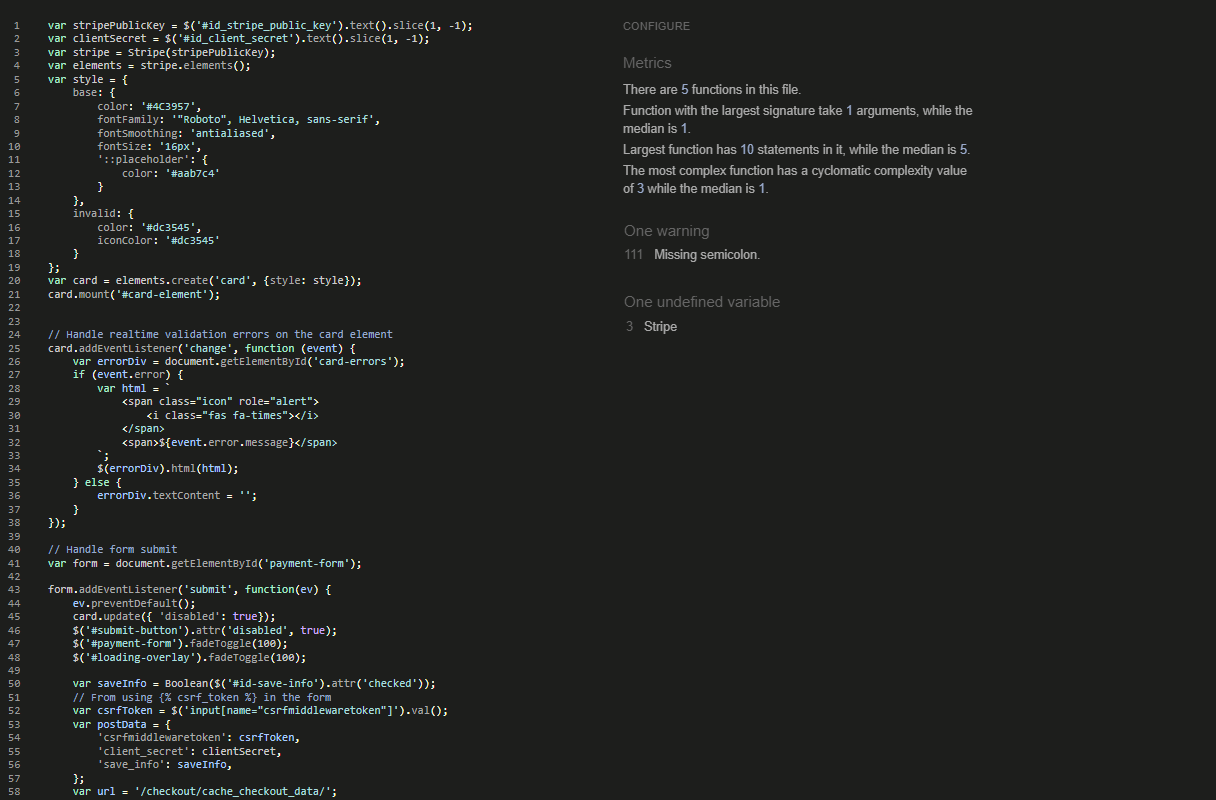 1 var stripePublicKey = $('#id_stripe_public_key').text().slice(1, -1);
2 var clientSecret = $('#id_client_secret').text().slice(1, -1);
3 var stripe = Stripe(stripePublicKey);
4 var elements = stripe.elements();
5 var style = {
6     base: {
7         color: '#4C3957',
8         fontFamily: '"Roboto", Helvetica, sans-serif',
9         fontSmoothing: 'antialiased',
10         fontSize: '16px',
11         '::placeholder': {
12             color: '#aab7c4'
13         }
14     },
15     invalid: {
16         color: '#dc3545',
17         iconColor: '#dc3545'
18     }
19 };
20 var card = elements.create('card', {style: style});
21 card.mount('#card-element');
22
23
24 // Handle realtime validation errors on the card element
25 card.addEventListener('change', function (event) {
26     var errorDiv = document.getElementById('card-errors');
27     if (event.error) {
28         var html = `
29             <span class="icon" role="alert">
30                 <i class="fas fa-times"></i>
31             </span>
32             <span>${event.error.message}</span>
33         `;
34         $(errorDiv).html(html);
35     } else {
36         errorDiv.textContent = '';
37     }
38 });
39
40 // Handle form submit
41 var form = document.getElementById('payment-form');
42
43 form.addEventListener('submit', function(ev) {
44     ev.preventDefault();
45     card.update({ 'disabled': true});
46     $('#submit-button').attr('disabled', true);
47     $('#payment-form').fadeToggle(100);
48     $('#loading-overlay').fadeToggle(100);
49
50     var saveInfo = Boolean($('#id-save-info').attr('checked'));
51     // From using {% csrf_token %} in the form
52     var csrfToken = $('input[name="csrfmiddlewaretoken"]').val();
53     var postData = {
54         'csrfmiddlewaretoken': csrfToken,
55         'client_secret': clientSecret,
56         'save_info': saveInfo,
57     };
58     var url = '/checkout/cache_checkout_data/';
CONFIGURE
Metrics
There are 5 functions in this file.
Function with the largest signature take 1 arguments, while the
median is 1.
Largest function has 10 statements in it, while the median is 5.
The most complex function has a cyclomatic complexity value
of 3 while the median is 1.
One warning
111 Missing semicolon.
One undefined variable
3 Stripe